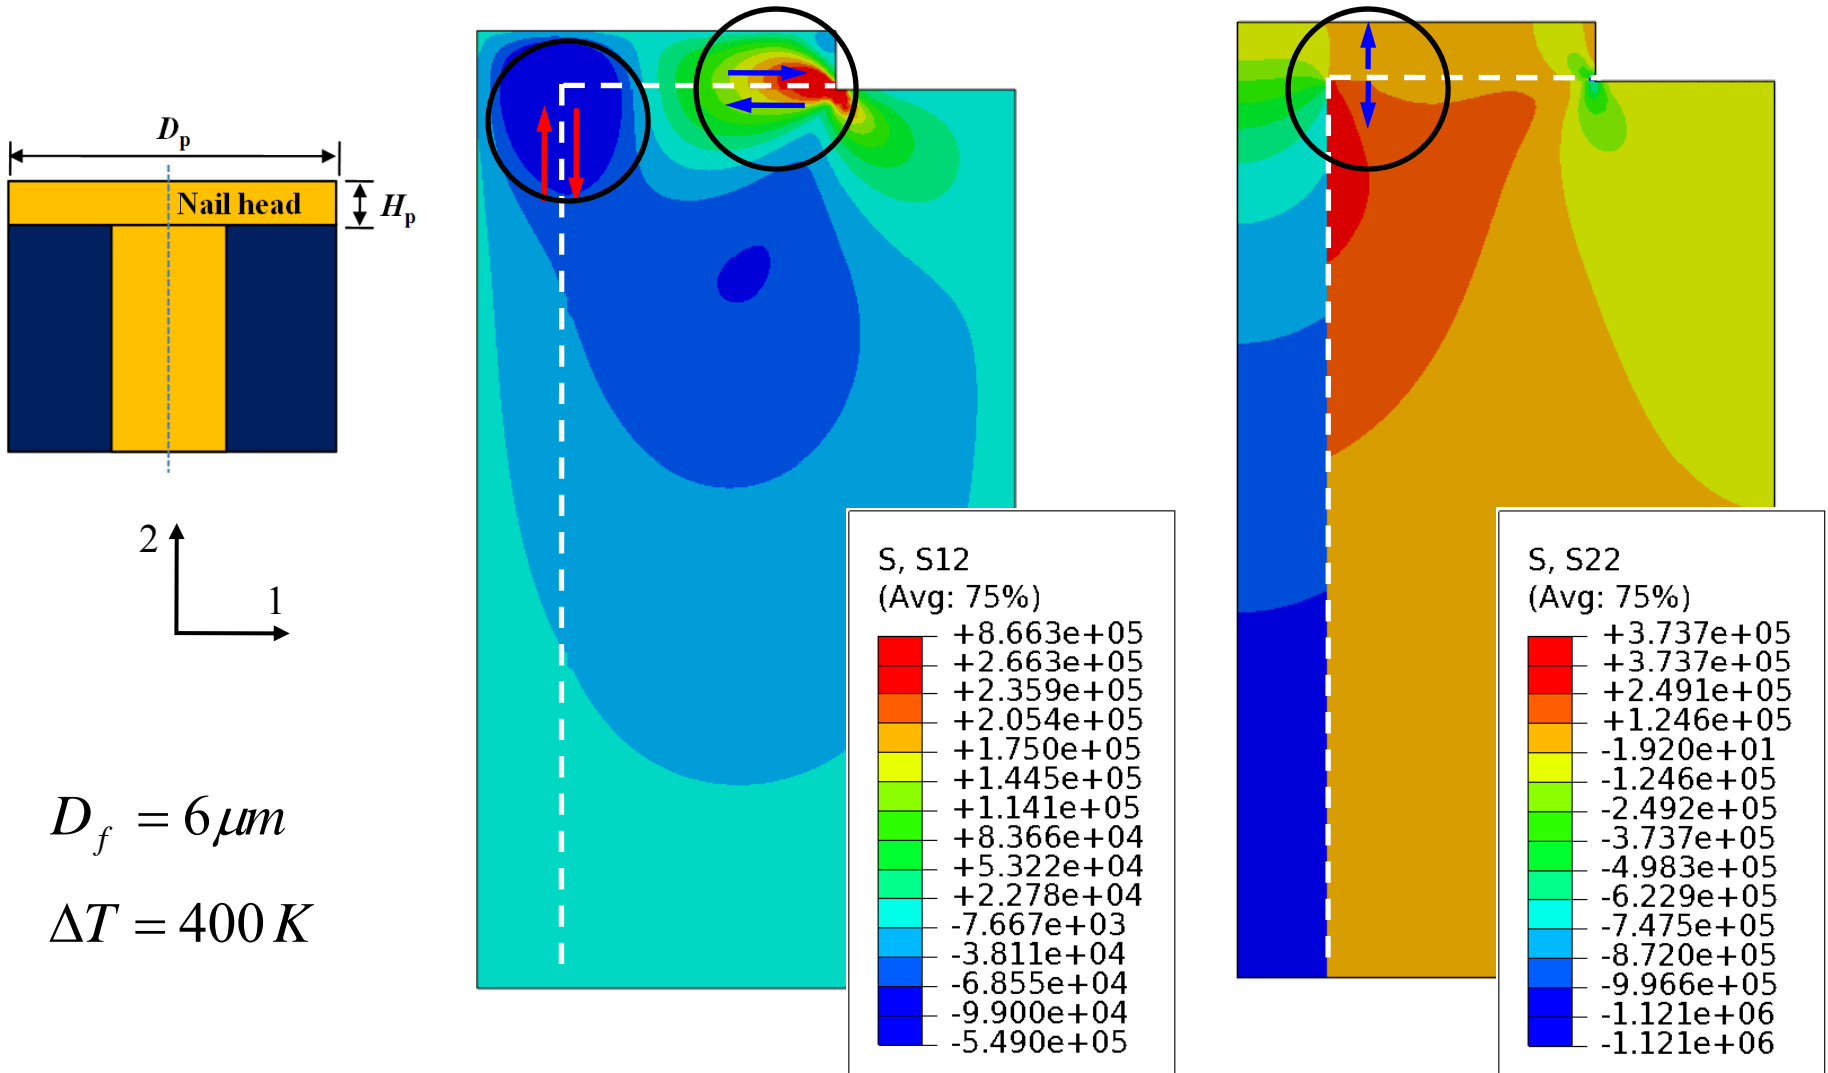 Dp
Nail head
Hp
2
1
Df = 6 μm
ΔT = 400 K
S, S12
(Avg: 75%)
+8.663e+05
+2.663e+05
+2.359e+05
+2.054e+05
+1.750e+05
+1.445e+05
+1.141e+05
+8.366e+04
+5.322e+04
+2.278e+04
-7.667e+03
-3.811e+04
-6.855e+04
-9.900e+04
-5.490e+05
S, S22
(Avg: 75%)
+3.737e+05
+3.737e+05
+2.491e+05
+1.246e+05
-1.920e+01
-1.246e+05
-2.492e+05
-3.737e+05
-4.983e+05
-6.229e+05
-7.475e+05
-8.720e+05
-9.966e+05
-1.121e+06
-1.121e+06